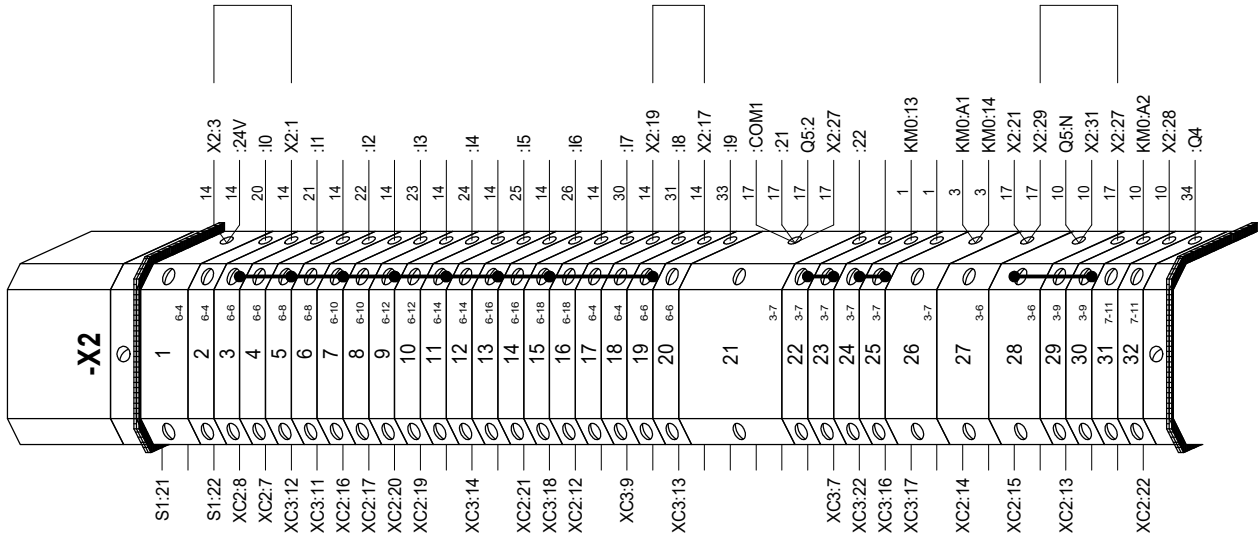 X2:3
:24V
:I0
X2:1
:I1
:I2
:I3
:I4
:I5
:I6
:I7
X2:19
:I8
X2:17
:I9
:COM1
:21
Q5:2
X2:27
:22
KM0:13
KM0:A1
KM0:14
X2:21
X2:29
Q5:N
X2:31
X2:27
KM0:A2
X2:28
:Q4
14
14
20
14
21
14
22
14
23
14
24
14
25
14
26
14
30
14
31
14
33
17
17
17
17
1
1
3
3
17
17
10
10
17
10
10
34
6-4
6-4
6-6
6-6
6-8
6-8
6-10
6-10
6-12
6-12
6-14
6-14
6-16
6-16
6-18
6-18
6-4
6-4
6-6
6-6
3-7
3-7
3-7
3-7
3-7
3-7
3-6
3-6
3-9
3-9
7-11
7-11
-X2
1
2
3
4
5
6
7
8
9
10
11
12
13
14
15
16
17
18
19
20
21
22
23
24
25
26
27
28
29
30
31
32
S1:21
S1:22
XC2:8
XC2:7
XC3:12
XC3:11
XC2:16
XC2:17
XC2:20
XC2:19
XC3:14
XC2:21
XC3:18
XC2:12
XC3:9
XC3:13
XC3:7
XC3:22
XC3:16
XC3:17
XC2:14
XC2:15
XC2:13
XC2:22